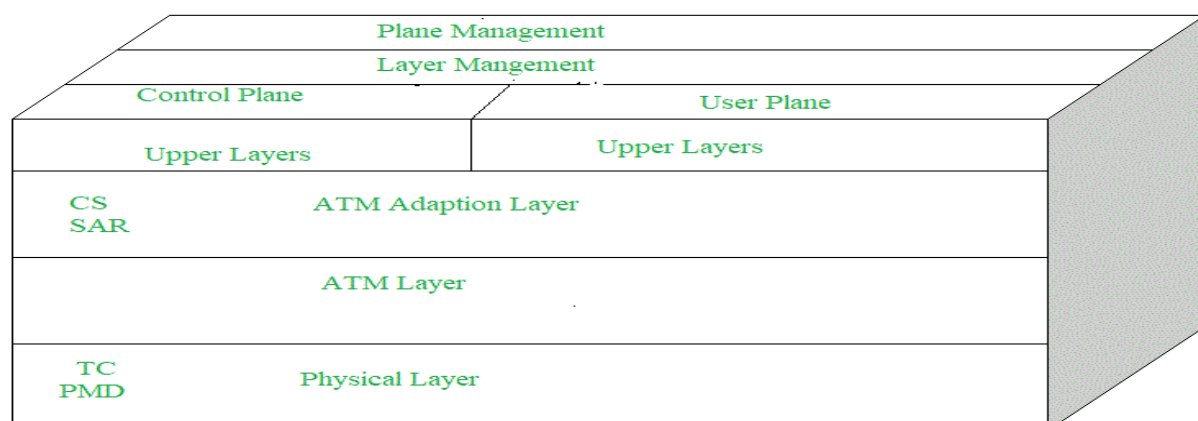 Plane Management
Layer Mangement
Control Plane
User Plane
Upper Layers
Upper Layers
CS
SAR
ATM Adaption Layer
ATM Layer
TC
PMD
Physical Layer